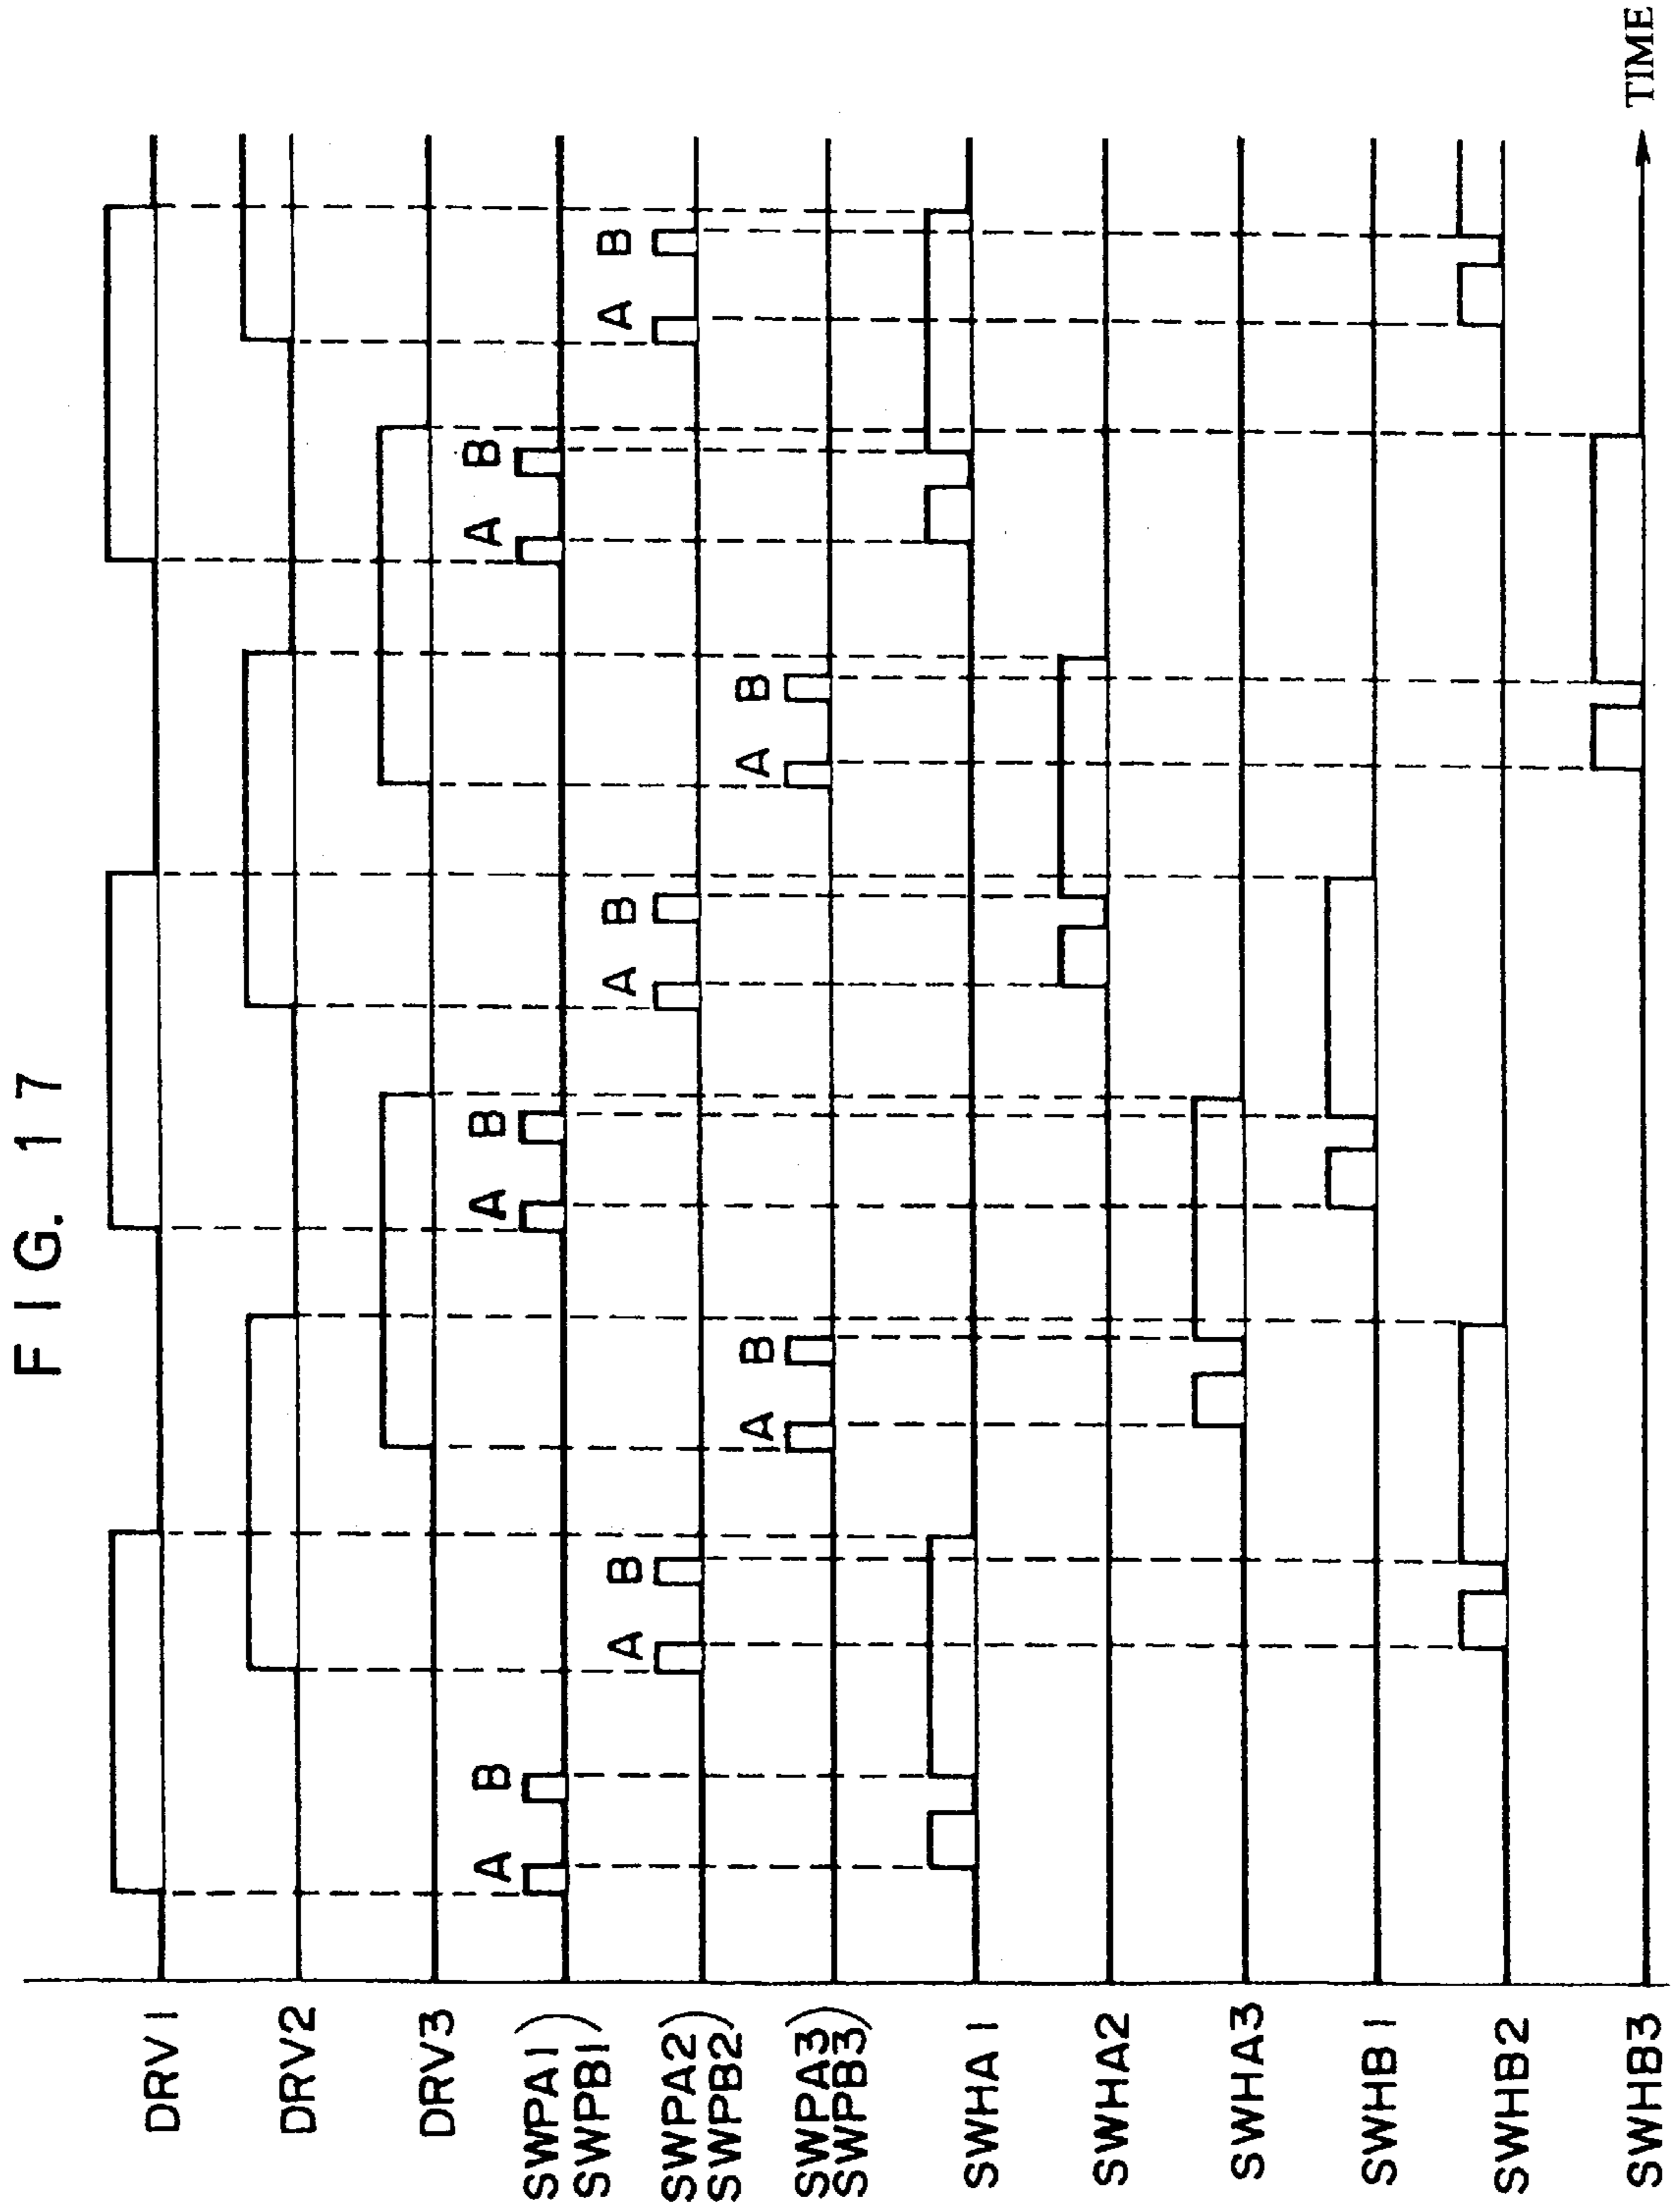 FIG. 17
DRV1
DRV2
DRV3
A B A B A B
SWPA1)
SWPB1)
A B A B A B
SWPA2)
SWPB2)
A B A B
SWPA3)
SWPB3)
SWHA1
SWHA2
SWHA3
SWHB1
SWHB2
SWHB3
TIME